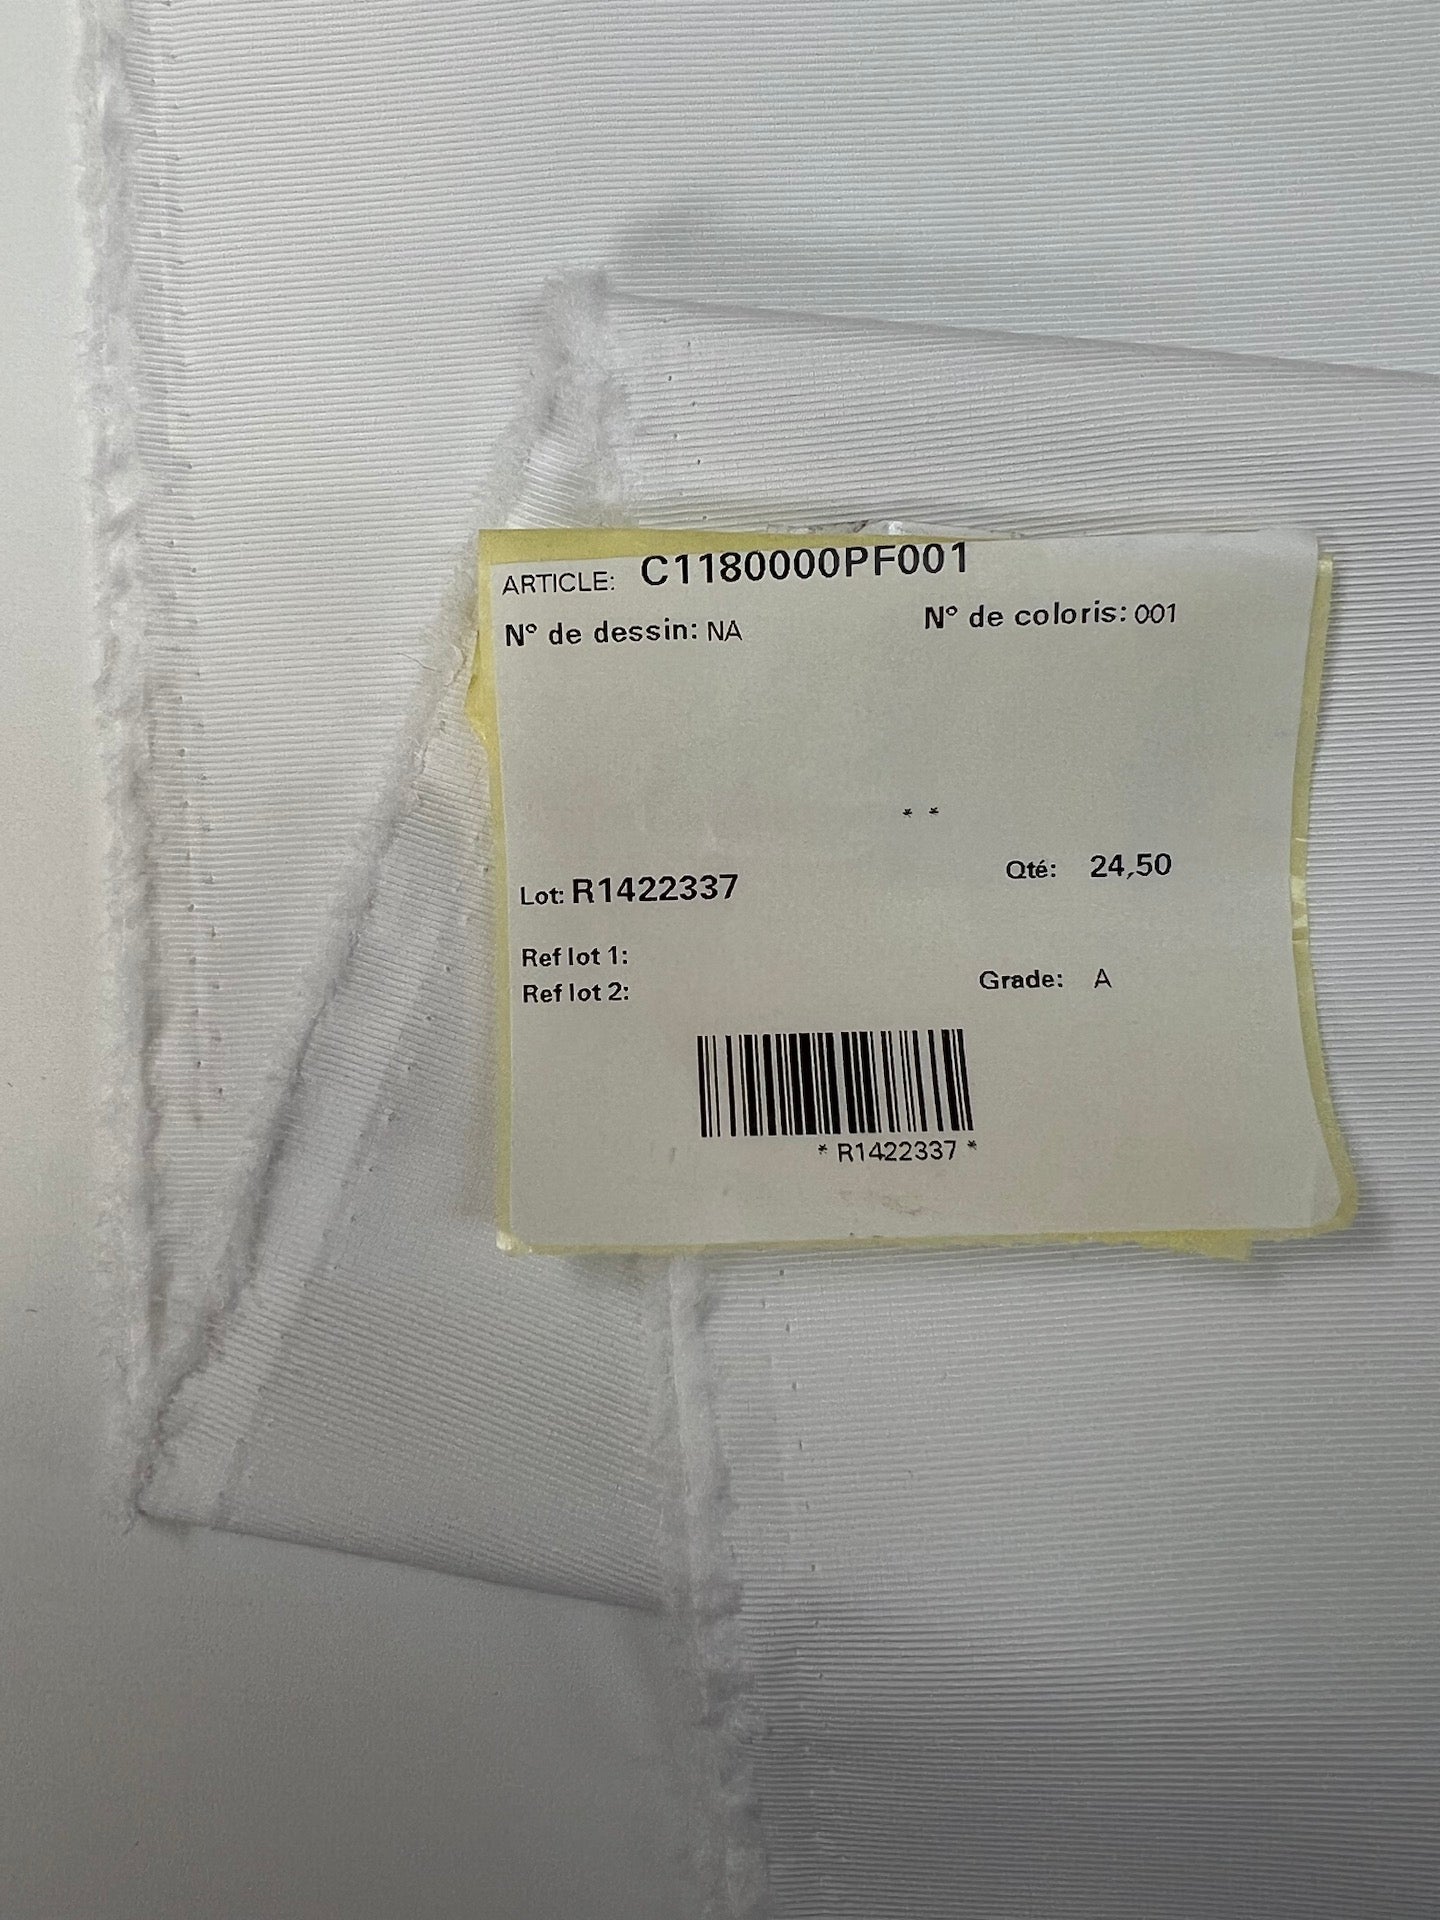 ARTICLE: C1180000PF001
N° de dessin: NA N° de coloris: 001
* *
Lot: R1422337 Qté: 24,50
Ref lot 1:
Ref lot 2: Grade: A
* R1422337 *